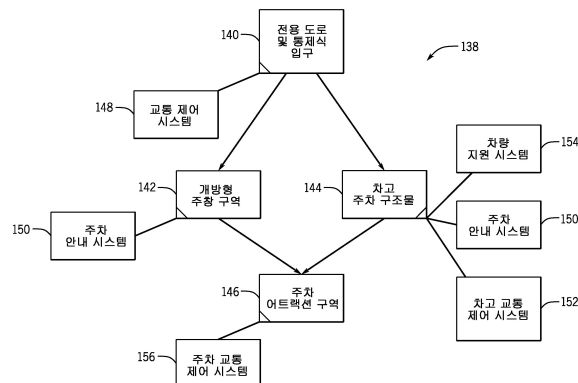 전용 도로
및 통제식
입구
140
138
148
교통 제어
시스템
차량
지원 시스템
154
142
개방형
주창 구역
144
차고
주차 구조물
150
주차
안내 시스템
주차
안내 시스템
150
146
주차
어트랙션 구역
차고 교통
제어 시스템
152
156
주차 교통
제어 시스템